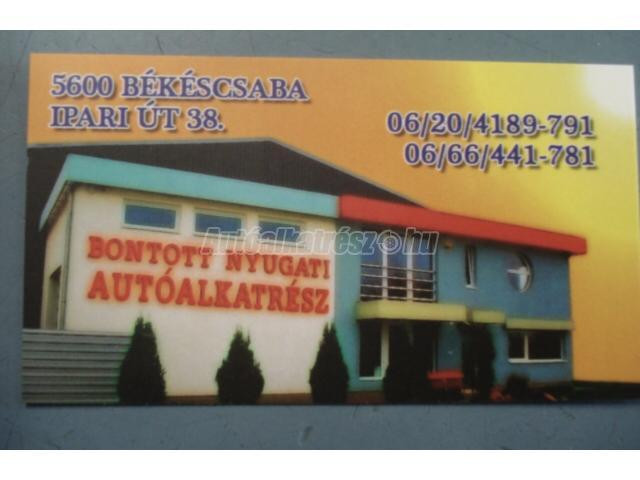 5600 BÉKÉSCSABA
IPARI ÚT 38.
06/20/4189-791
06/66/441-781
BONTOTT NYUGATI
AUTÓALKATRÉSZ
Autóalkatrész.hu